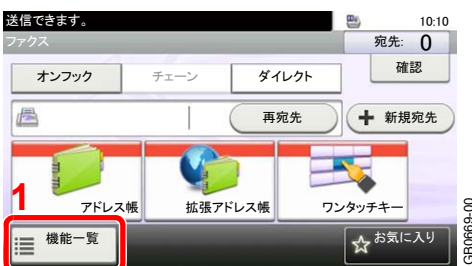 送信できます。 10:10
ファクス 宛先: 0
オンフック チェーン ダイレクト 確認
再宛先 新規宛先
アドレス帳 拡張アドレス帳 ワンタッチキー
1
機能一覧 お気に入り
GB0669-00